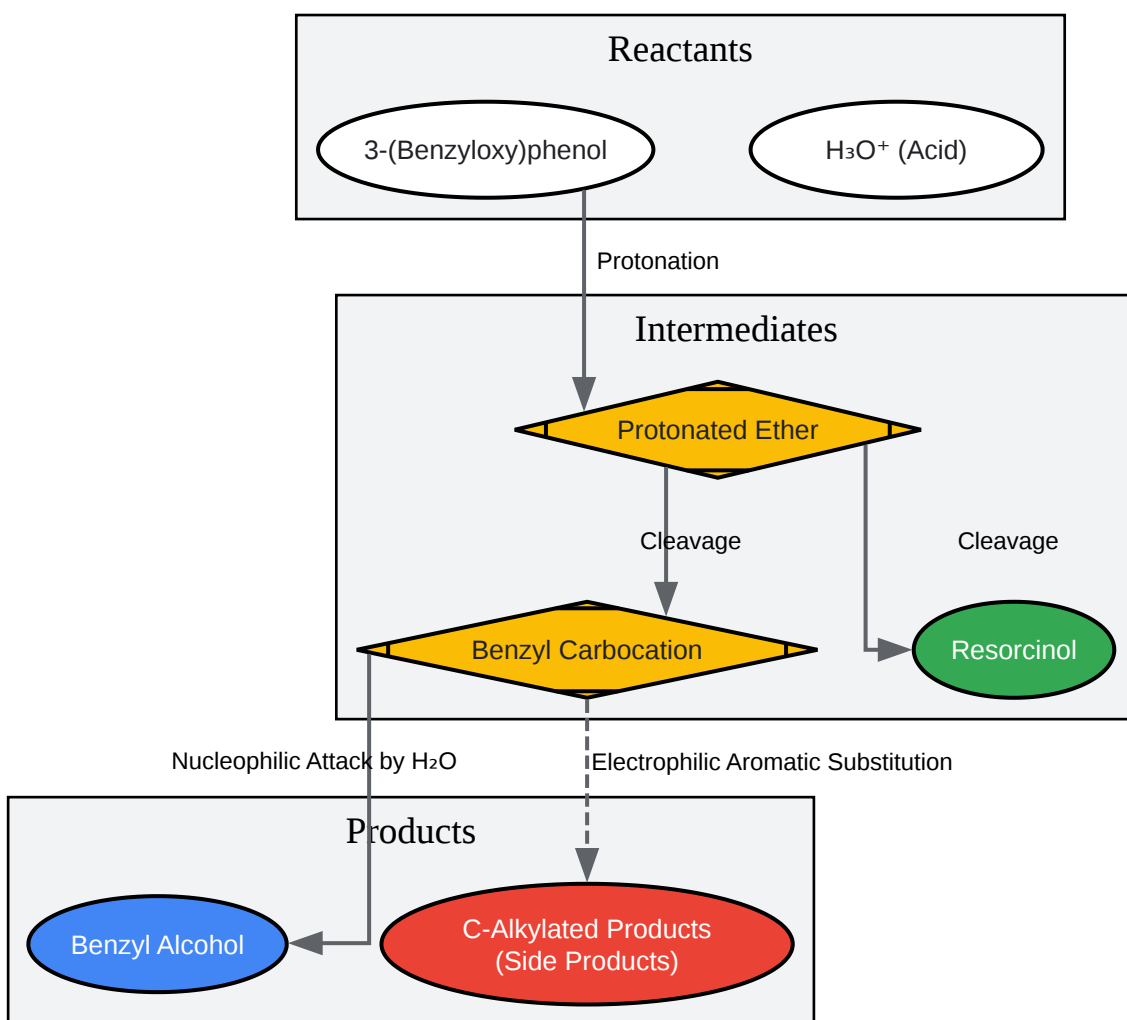 Reactants
3-(Benzyloxy)phenol
H₃O⁺ (Acid)
Protonation
Intermediates
Protonated Ether
Cleavage
Cleavage
Benzyl Carbocation
Resorcinol
Nucleophilic Attack by H₂O
Electrophilic Aromatic Substitution
Products
Benzyl Alcohol
C-Alkylated Products
(Side Products)